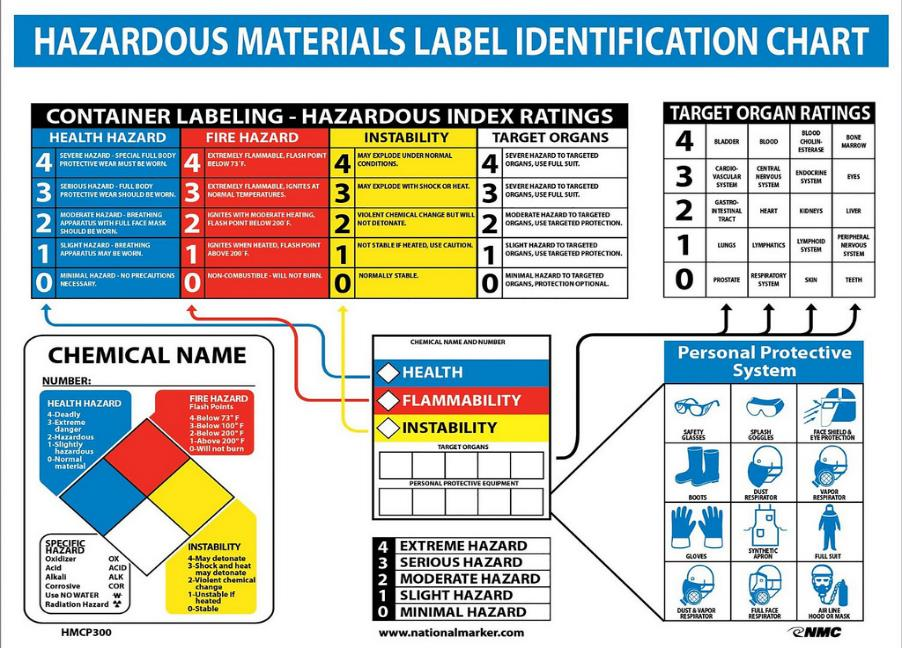 HAZARDOUS MATERIALS LABEL IDENTIFICATION CHART
CONTAINER LABELING - HAZARDOUS INDEX RATINGS
HEALTH HAZARD
4 SEVERE HAZARD - SPECIAL FULL BODY
PROTECTIVE WEAR MUST BE WORN.
3 SERIOUS HAZARD - FULL BODY
PROTECTIVE WEAR SHOULD BE WORN.
2 MODERATE HAZARD - BREATHING
APPARATUS WITH FULL FACE MASK
SHOULD BE WORN.
1 SLIGHT HAZARD - BREATHING
APPARATUS MAY BE WORN.
0 MINIMAL HAZARD - NO PRECAUTIONS
NECESSARY.
FIRE HAZARD
4 EXTREMELY FLAMMABLE, FLASH POINT
BELOW 73˚F.
3 EXTREMELY FLAMMABLE, IGNITES AT
NORMAL TEMPERATURES.
2 IGNITES WITH MODERATE HEATING,
FLASH POINT BELOW 200˚F.
1 IGNITES WHEN HEATED, FLASH POINT
ABOVE 200˚F.
0 NON-COMBUSTIBLE - WILL NOT BURN.
INSTABILITY
4 MAY EXPLODE UNDER NORMAL
CONDITIONS.
3 MAY EXPLODE WITH SHOCK OR HEAT.
2 VIOLENT CHEMICAL CHANGE BUT WILL
NOT DETONATE.
1 NOT STABLE IF HEATED, USE CAUTION.
0 NORMALLY STABLE.
TARGET ORGANS
4 SEVERE HAZARD TO TARGETED
ORGANS, USE FULL SUIT.
3 SEVERE HAZARD TO TARGETED
ORGANS, USE FULL SUIT.
2 MODERATE HAZARD TO TARGETED
ORGANS, USE TARGETED PROTECTION.
1 SLIGHT HAZARD TO TARGETED
ORGANS, USE TARGETED PROTECTION.
0 MINIMAL HAZARD TO TARGETED
ORGANS, PROTECTION OPTIONAL.
TARGET ORGAN RATINGS
4 BLADDER BLOOD BLOOD CHOLIN-ESTERASE BONE MARROW
3 CARDIO-VASCULAR SYSTEM CENTRAL NERVOUS SYSTEM ENDOCRINE SYSTEM EYES
2 GASTRO-INTESTINAL TRACT HEART KIDNEYS LIVER
1 LUNGS LYMPHATICS LYMPHOID SYSTEM PERIPHERAL NERVOUS SYSTEM
0 PROSTATE RESPIRATORY SYSTEM SKIN TEETH
CHEMICAL NAME
NUMBER:
HEALTH HAZARD
4-Deadly
3-Extreme
danger
2-Hazardous
1-Slightly
hazardous
0-Normal
material
FIRE HAZARD
Flash Points
4-Below 73° F
3-Below 100° F
2-Below 200° F
1-Above 200° F
0-Will not burn
SPECIFIC
HAZARD
Oxidizer OX
Acid ACID
Alkali ALK
Corrosive COR
Use NO WATER W
Radiation Hazard ☢
INSTABILITY
4-May detonate
3-Shock and heat
may detonate
2-Violent chemical
change
1-Unstable if
heated
0-Stable
HMCP300
CHEMICAL NAME AND NUMBER
HEALTH
FLAMMABILITY
INSTABILITY
TARGET ORGANS
PERSONAL PROTECTIVE EQUIPMENT
4 EXTREME HAZARD
3 SERIOUS HAZARD
2 MODERATE HAZARD
1 SLIGHT HAZARD
0 MINIMAL HAZARD
www.nationalmarker.com
Personal Protective
System
SAFETY GLASSES
SPLASH GOGGLES
FACE SHIELD &
EYE PROTECTION
BOOTS
DUST RESPIRATOR
VAPOR RESPIRATOR
GLOVES
SYNTHETIC APRON
FULL SUIT
DUST & VAPOR RESPIRATOR
FULL FACE RESPIRATOR
AIR LINE HOOD OR MASK
NMC